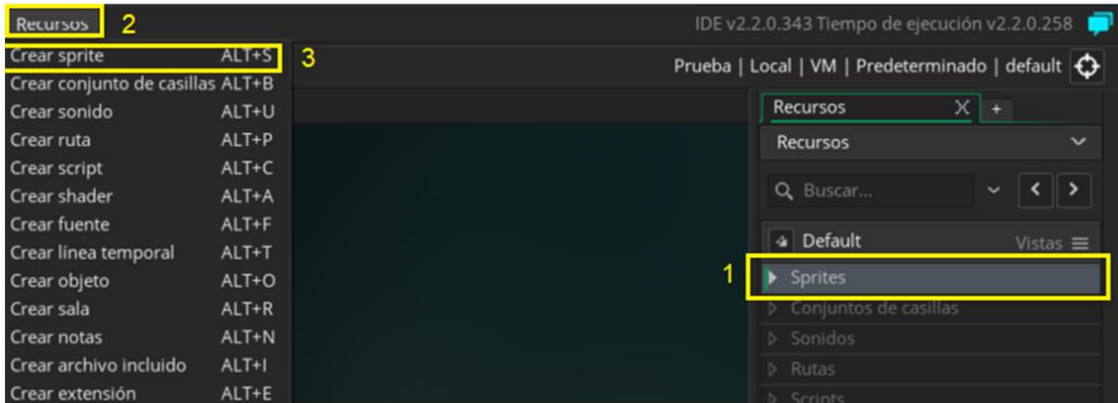 Recursos 2
IDE v2.2.0.343 Tiempo de ejecución v2.2.0.258
Crear sprite ALT+S 3
Prueba | Local | VM | Predeterminado | default
Crear conjunto de casillas ALT+B
Crear sonido ALT+U
Crear ruta ALT+P
Crear script ALT+C
Crear shader ALT+A
Crear fuente ALT+F
Crear línea temporal ALT+T
Crear objeto ALT+O
Crear sala ALT+R
Crear notas ALT+N
Crear archivo incluido ALT+I
Crear extensión ALT+E
Recursos X +
Recursos
Buscar...
Default Vistas
1 Sprites
Conjuntos de casillas
Sonidos
Rutas
Scripts